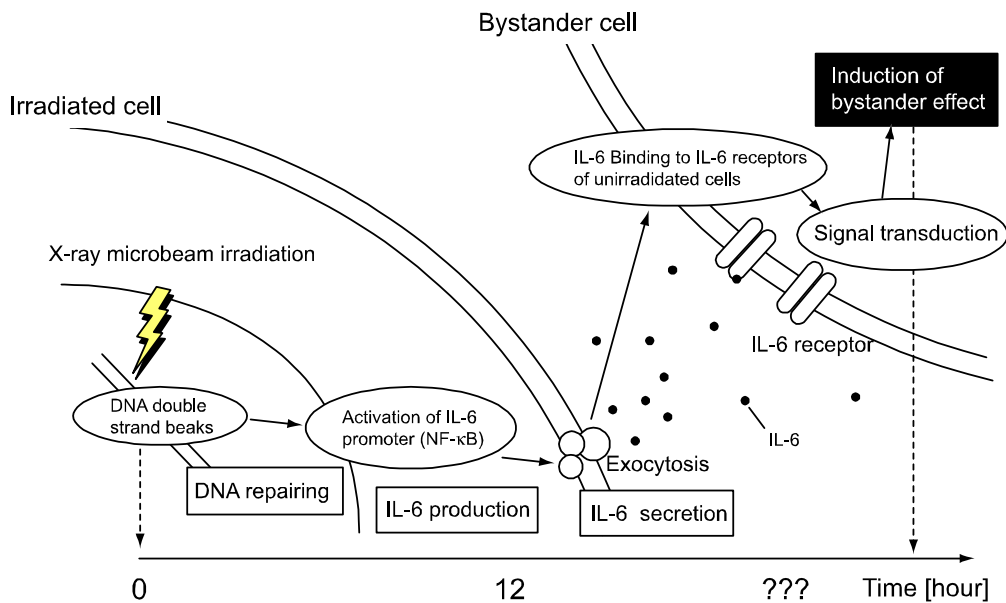 Bystander cell
Induction of
bystander effect
Irradiated cell
IL-6 Binding to IL-6 receptors
of unirradidated cells
Signal transduction
X-ray microbeam irradiation
IL-6 receptor
DNA double
strand beaks
Activation of IL-6
promoter (NF-κB)
IL-6
Exocytosis
DNA repairing
IL-6 production
IL-6 secretion
0
12
???
Time [hour]